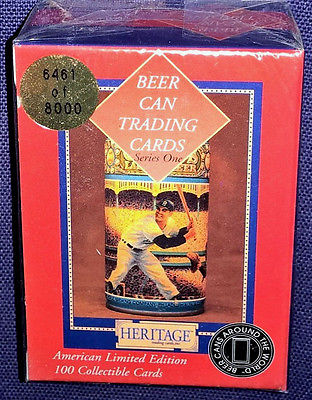 6461
of
8000
BEER
CAN
TRADING
CARDS
Series One
HERITAGE
American Limited Edition
100 Collectible Cards
BEER CANS AROUND THE WORLD